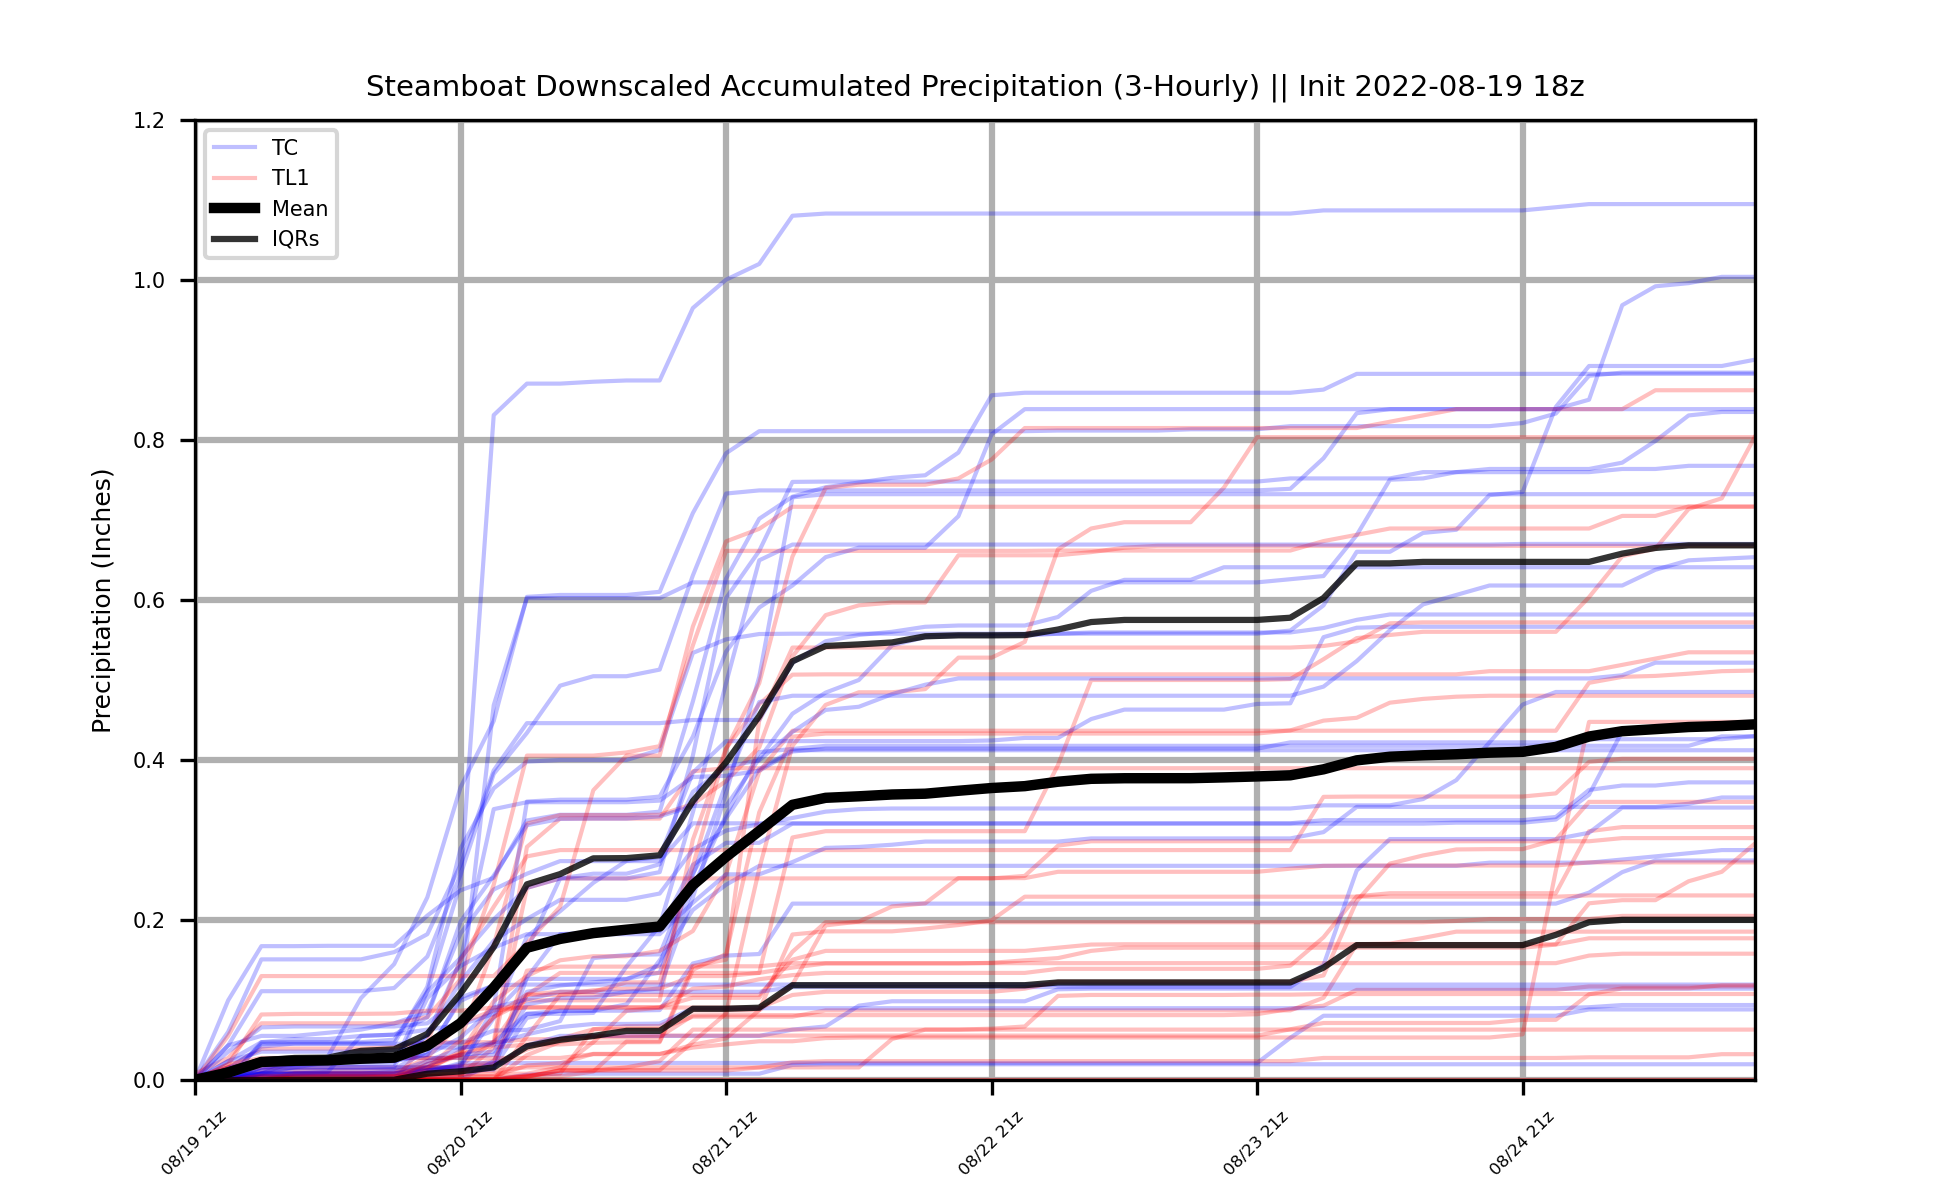 Steamboat Downscaled Accumulated Precipitation (3-Hourly) || Init 2022-08-19 18z
TC
TL1
Mean
IQRs
Precipitation (Inches)
1.2
1.0
0.8
0.6
0.4
0.2
0.0
08/19 21z
08/20 21z
08/21 21z
08/22 21z
08/23 21z
08/24 21z